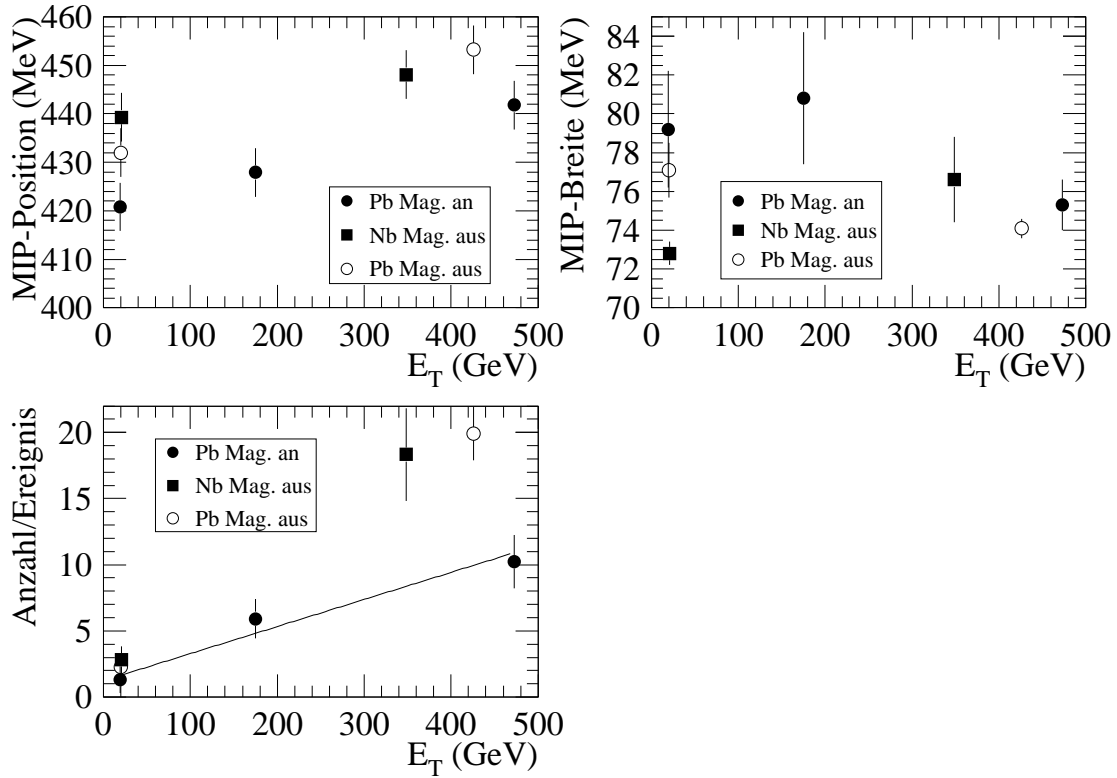 MIP-Position (MeV)
460
450
440
430
420
410
400
Pb Mag. an
Nb Mag. aus
Pb Mag. aus
0 100 200 300 400 500
E_T (GeV)
MIP-Breite (MeV)
84
82
80
78
76
74
72
70
Pb Mag. an
Nb Mag. aus
Pb Mag. aus
0 100 200 300 400 500
E_T (GeV)
Anzahl/Ereignis
20
15
10
5
0
Pb Mag. an
Nb Mag. aus
Pb Mag. aus
0 100 200 300 400 500
E_T (GeV)